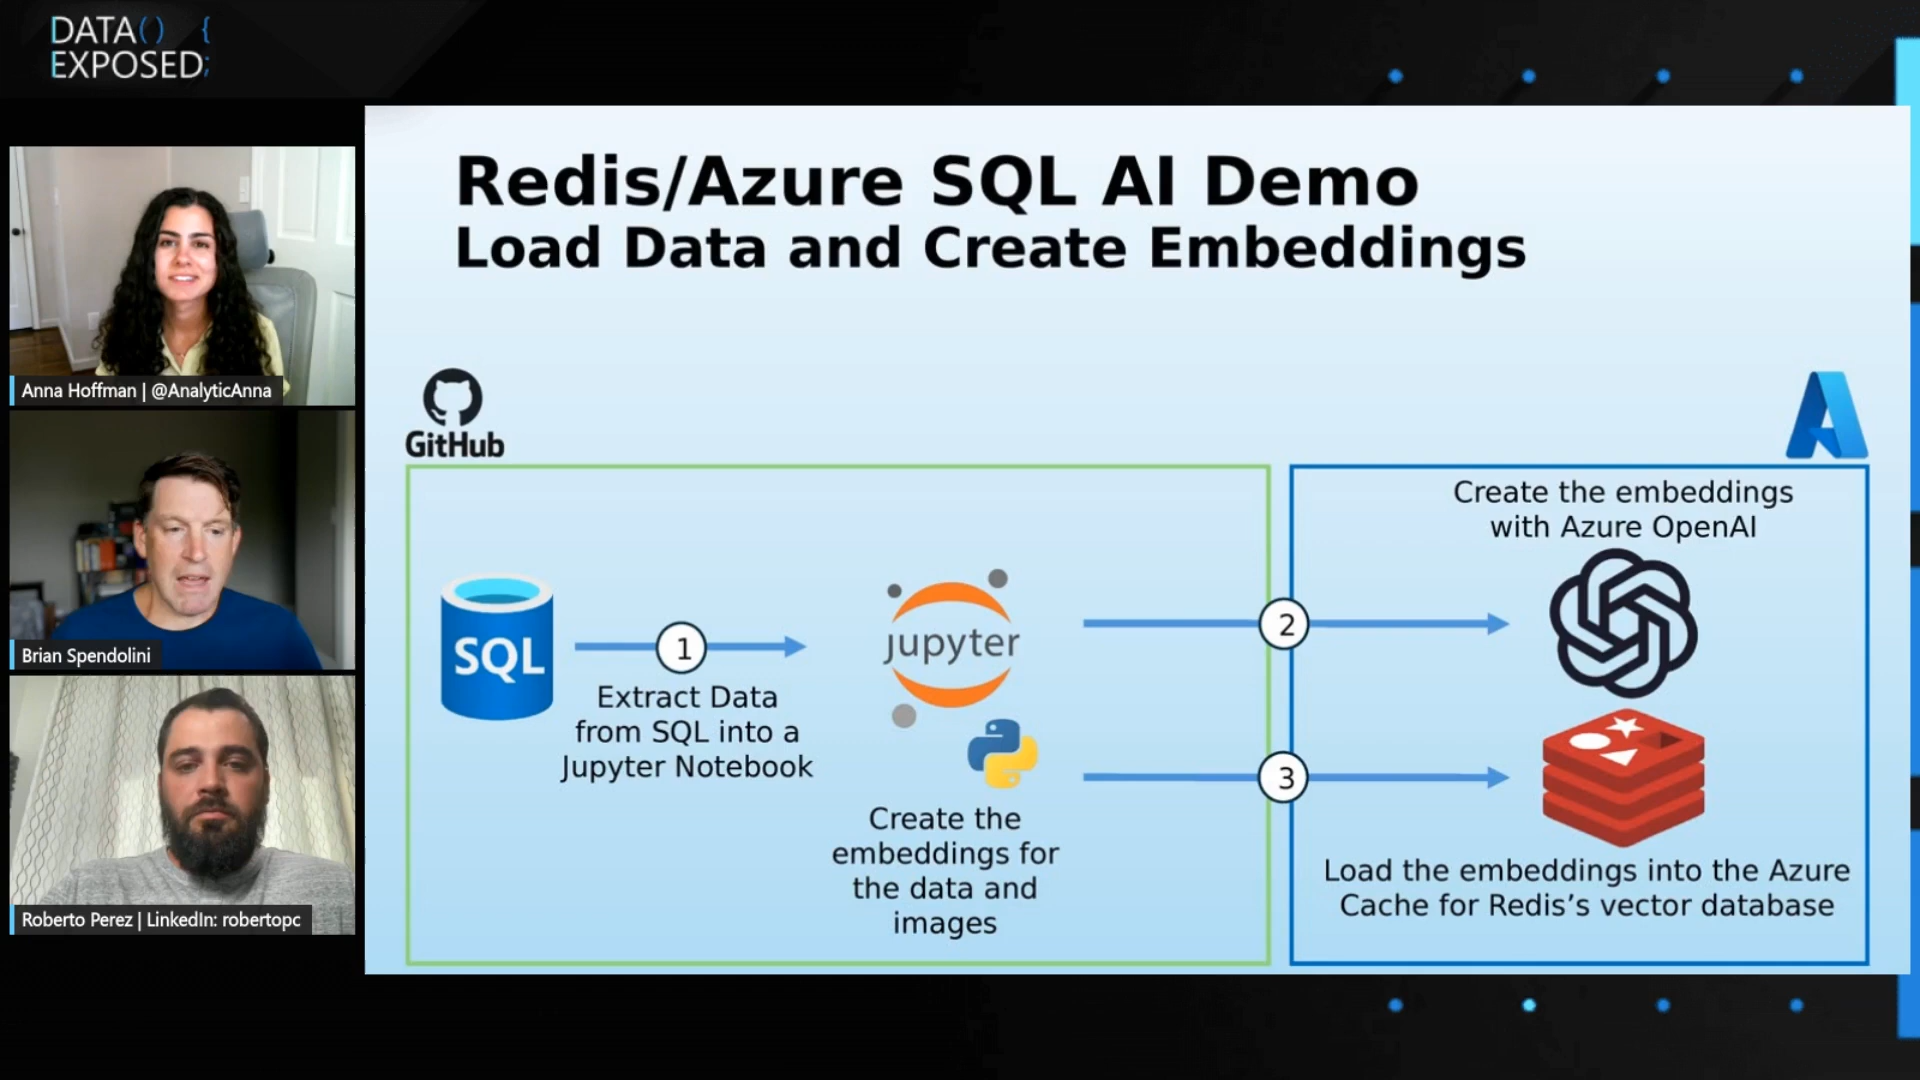 DATA() {
EXPOSED;
Anna Hoffman | @AnalyticAnna
Brian Spendolini
Roberto Perez | LinkedIn: robertopc
Redis/Azure SQL AI Demo
Load Data and Create Embeddings
GitHub
SQL
1
Extract Data
from SQL into a
Jupyter Notebook
jupyter
Create the
embeddings for
the data and
images
2
3
Create the embeddings
with Azure OpenAI
Load the embeddings into the Azure
Cache for Redis’s vector database